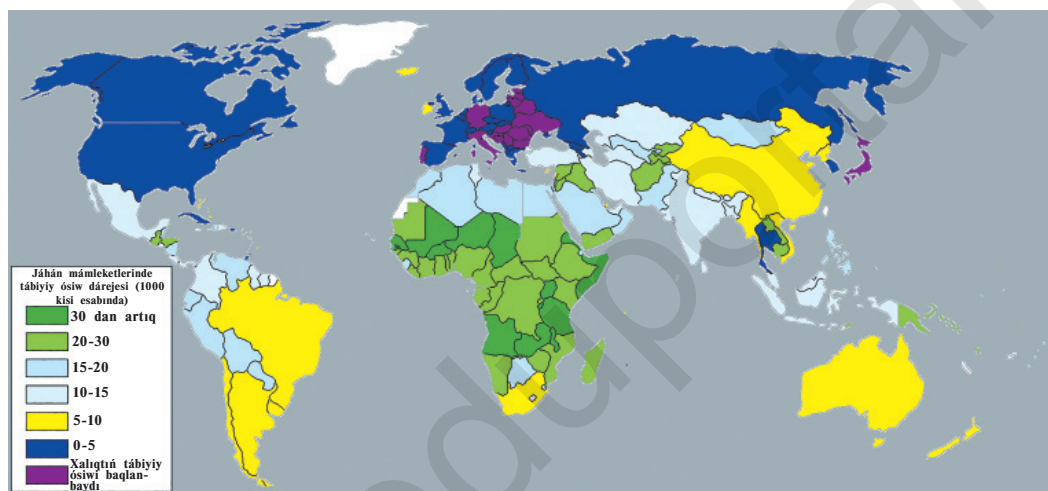 Jáhán mámleketlerinde
tábiyiy ósiw dárejesi (1000
kisi esabında)
30 dan artıq
20-30
15-20
10-15
5-10
0-5
Xalıqtıń tábiyiy
ósiwi baqlan-
baydı
eduportal